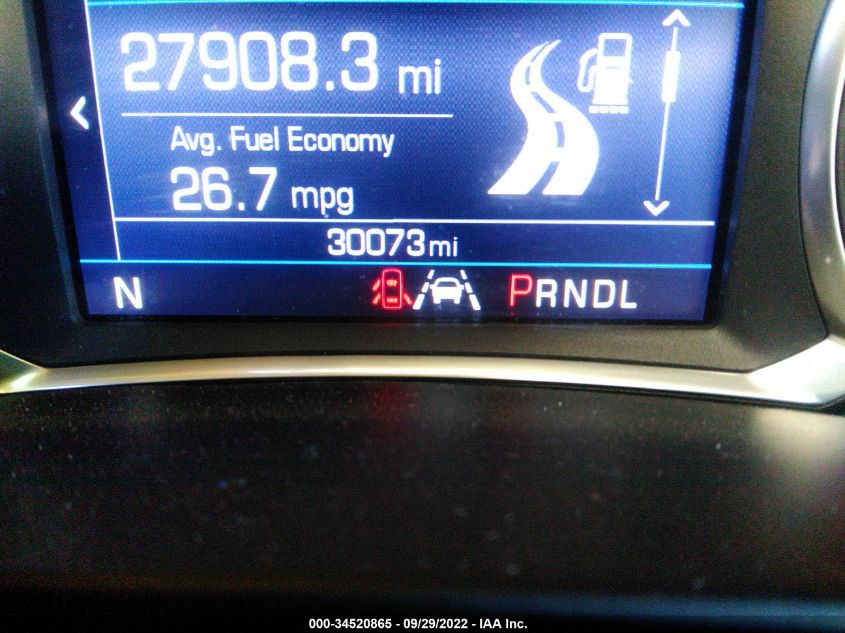 27908.3 mi
Avg. Fuel Economy
26.7 mpg
30073mi
N PRNDL
000-34520865 - 09/29/2022 - IAA Inc.